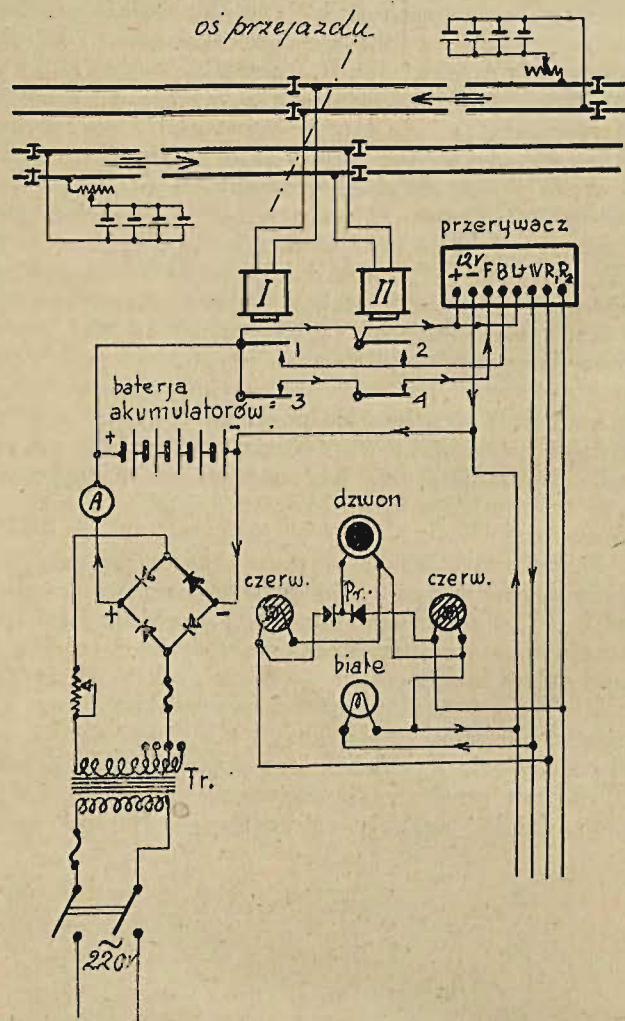 oś przejazdu
przerywacz
12V
+ − F B L+ W R1 R2
I II
1 2
3 4
baterja
akumulatorów
+ −
A
dzwon
czerw. Pr. czerw.
+ −
białe
Tr.
~
220V